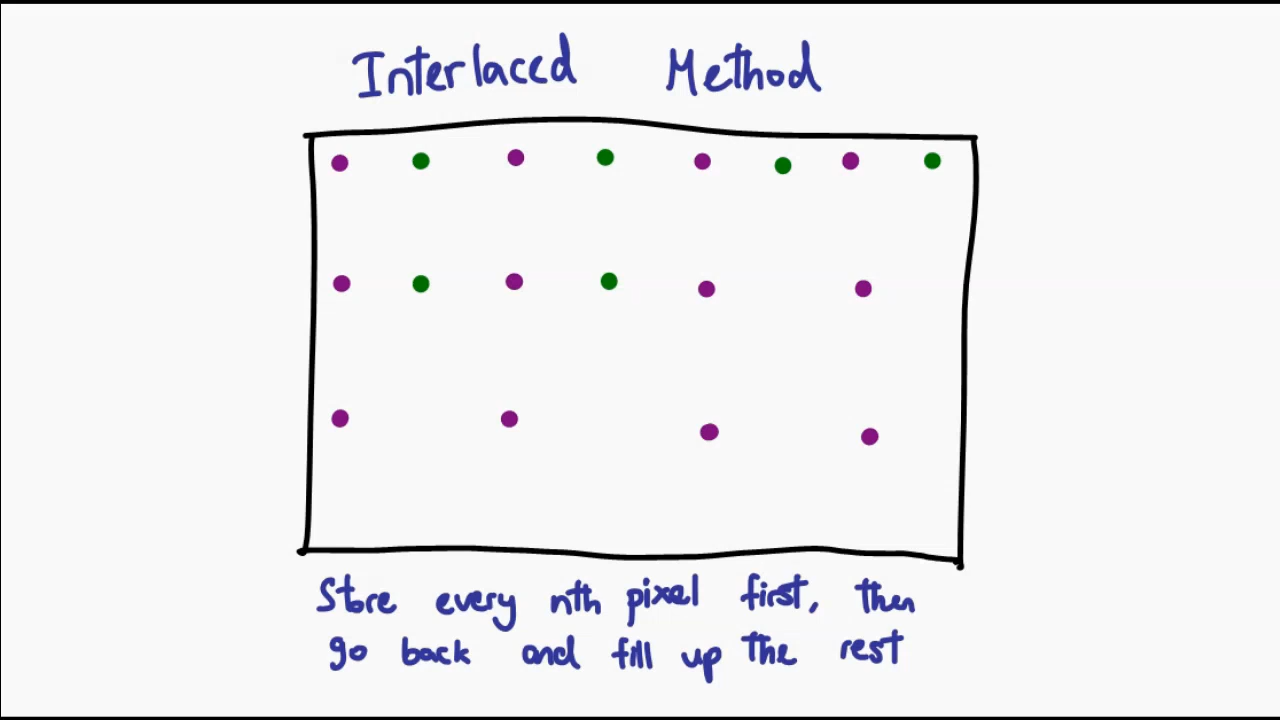 Interlaced Method
Store every nth pixel first, then
go back and fill up the rest